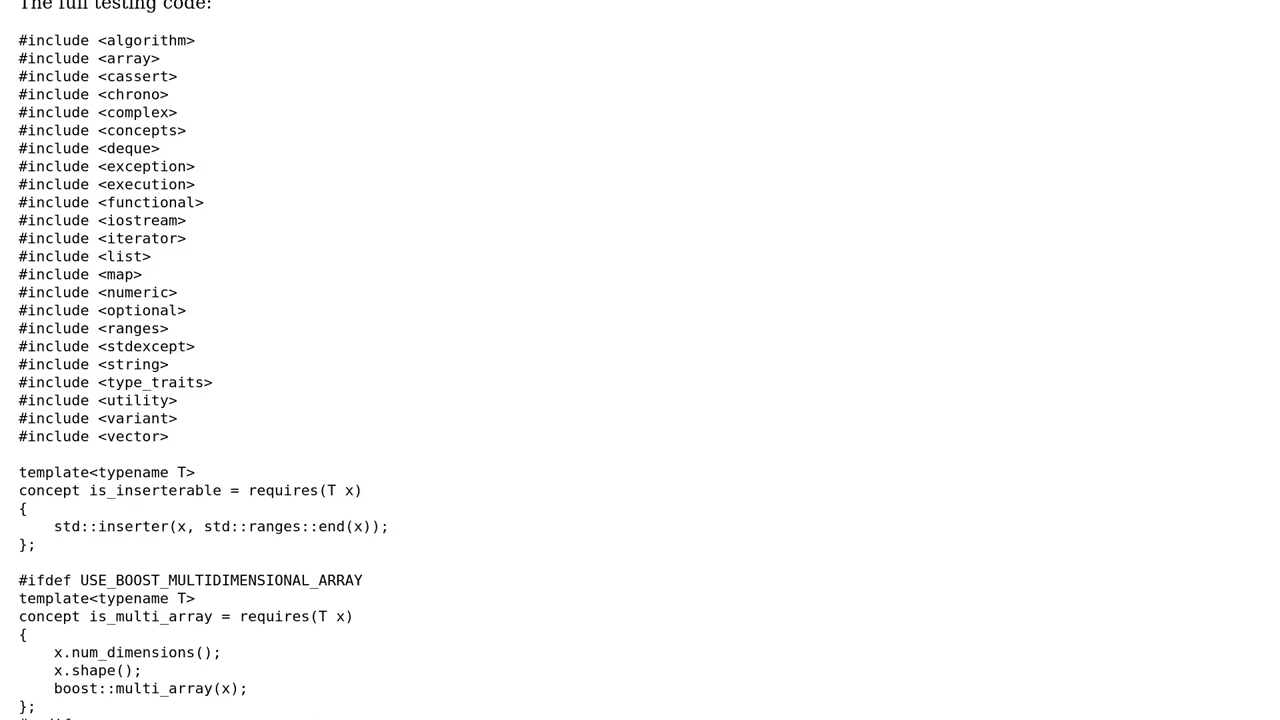 The full testing code:
#include <algorithm>
#include <array>
#include <cassert>
#include <chrono>
#include <complex>
#include <concepts>
#include <deque>
#include <exception>
#include <execution>
#include <functional>
#include <iostream>
#include <iterator>
#include <list>
#include <map>
#include <numeric>
#include <optional>
#include <ranges>
#include <stdexcept>
#include <string>
#include <type_traits>
#include <utility>
#include <variant>
#include <vector>
template<typename T>
concept is_inserterable = requires(T x)
{
    std::inserter(x, std::ranges::end(x));
};
#ifdef USE_BOOST_MULTIDIMENSIONAL_ARRAY
template<typename T>
concept is_multi_array = requires(T x)
{
    x.num_dimensions();
    x.shape();
    boost::multi_array(x);
};